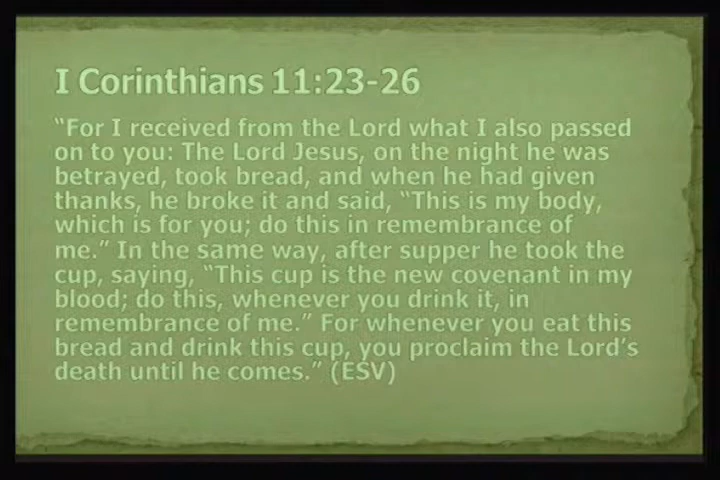 I Corinthians 11:23-26
“For I received from the Lord what I also passed
on to you: The Lord Jesus, on the night he was
betrayed, took bread, and when he had given
thanks, he broke it and said, “This is my body,
which is for you; do this in remembrance of
me.” In the same way, after supper he took the
cup, saying, “This cup is the new covenant in my
blood; do this, whenever you drink it, in
remembrance of me.” For whenever you eat this
bread and drink this cup, you proclaim the Lord’s
death until he comes.” (ESV)